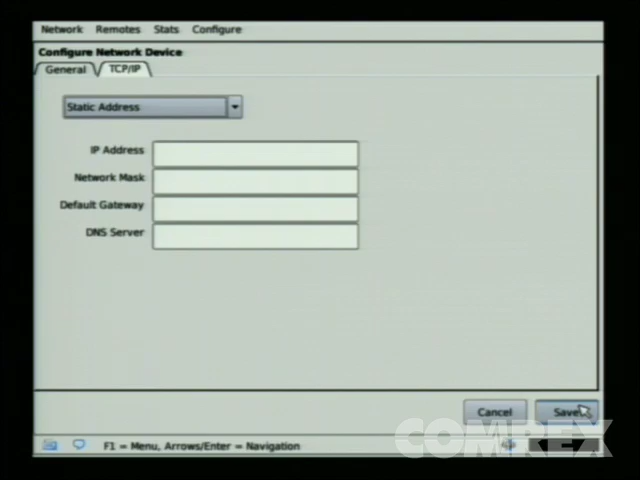 Network Remotes Stats Configure
Configure Network Device
General TCP/IP
Static Address
IP Address
Network Mask
Default Gateway
DNS Server
Cancel Save
F1 = Menu, Arrows/Enter = Navigation
COMREX